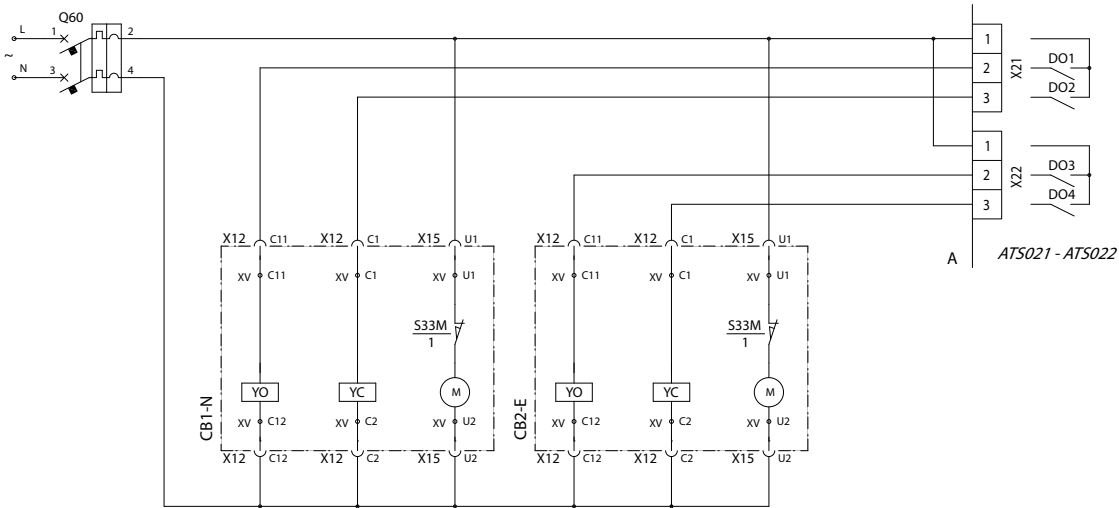 Q60
L 1 2
~
N 3 4
1
2
3
X21
DO1
DO2
1
2
3
X22
DO3
DO4
A ATS021 - ATS022
X12 C11 X12 C1 X15 U1 X12 C11 X12 C1 X15 U1
XV C11 XV C1 XV U1 XV C11 XV C1 XV U1
S33M S33M
1 1
YO YC M YO YC M
CB1-N CB2-E
XV C12 XV C2 XV U2 XV C12 XV C2 XV U2
X12 C12 X12 C2 X15 U2 X12 C12 X12 C2 X15 U2